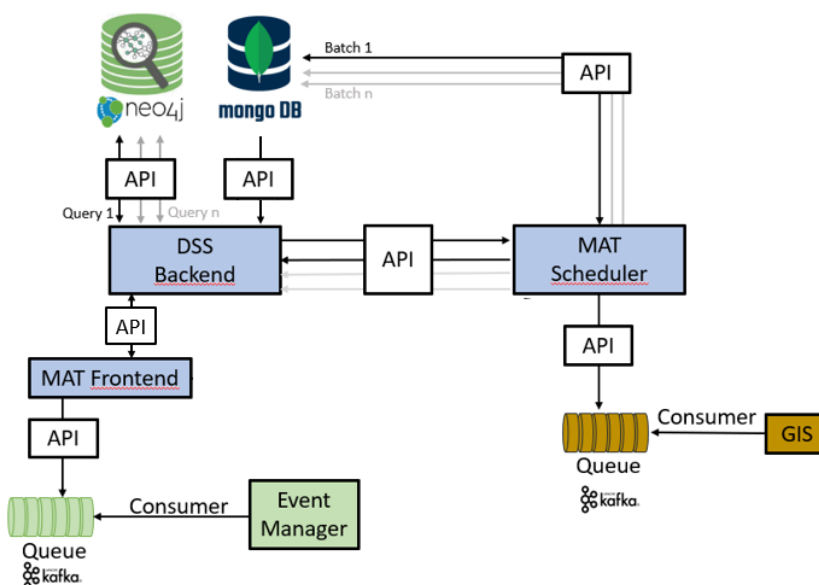 Batch 1
API
Batch n
neo4j
mongo DB
API
API
Query 1
Query n
DSS
Backend
API
MAT
Scheduler
API
API
MAT Frontend
Consumer
GIS
API
Queue
kafka
Consumer
Event
Manager
Queue
kafka